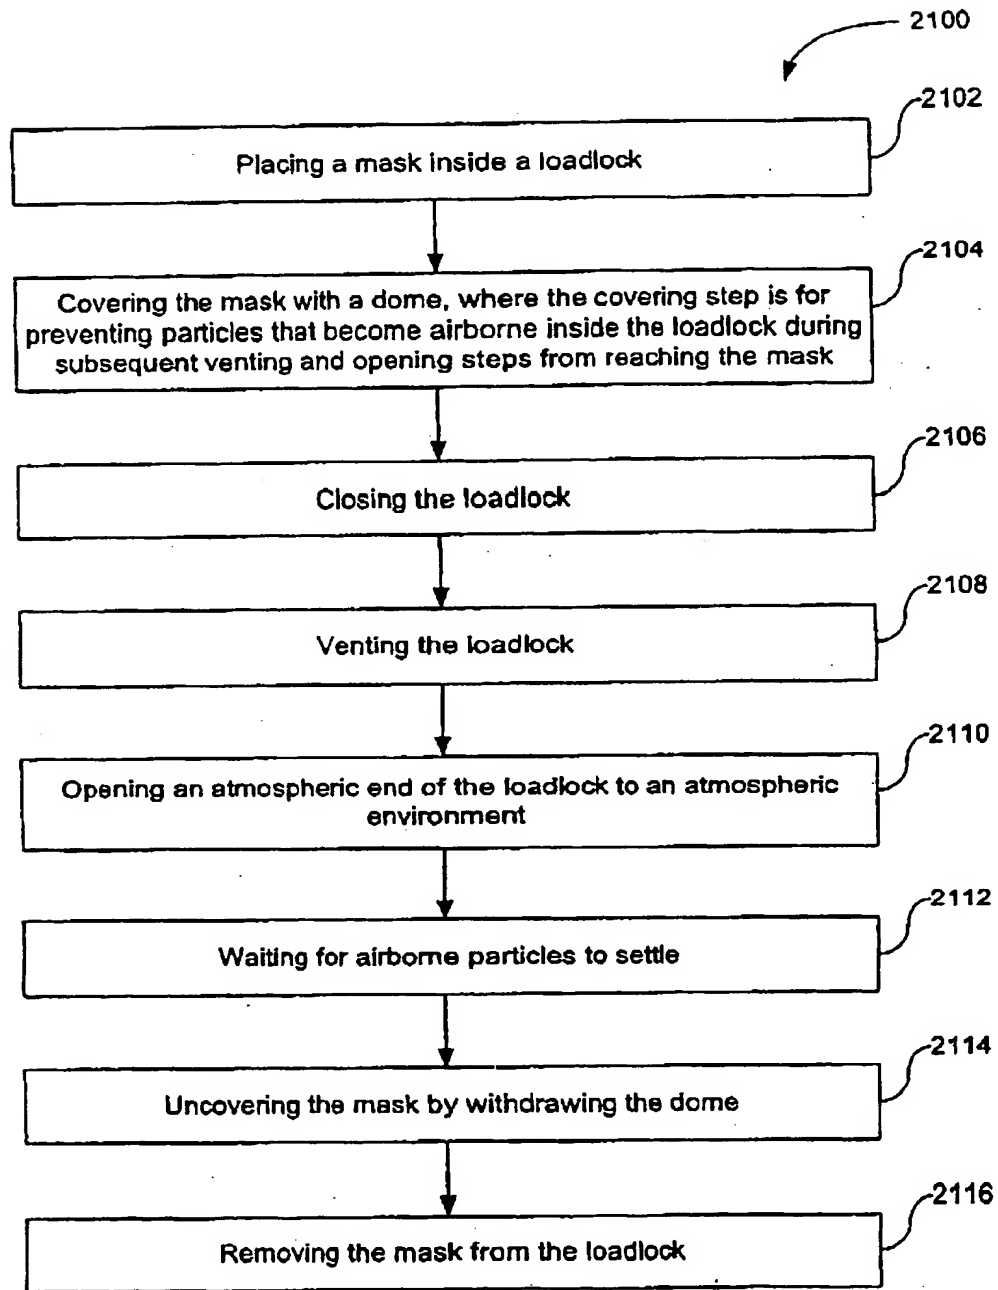 2100
2102
Placing a mask inside a loadlock
2104
Covering the mask with a dome, where the covering step is for
preventing particles that become airborne inside the loadlock during
subsequent venting and opening steps from reaching the mask
2106
Closing the loadlock
2108
Venting the loadlock
2110
Opening an atmospheric end of the loadlock to an atmospheric
environment
2112
Waiting for airborne particles to settle
2114
Uncovering the mask by withdrawing the dome
2116
Removing the mask from the loadlock